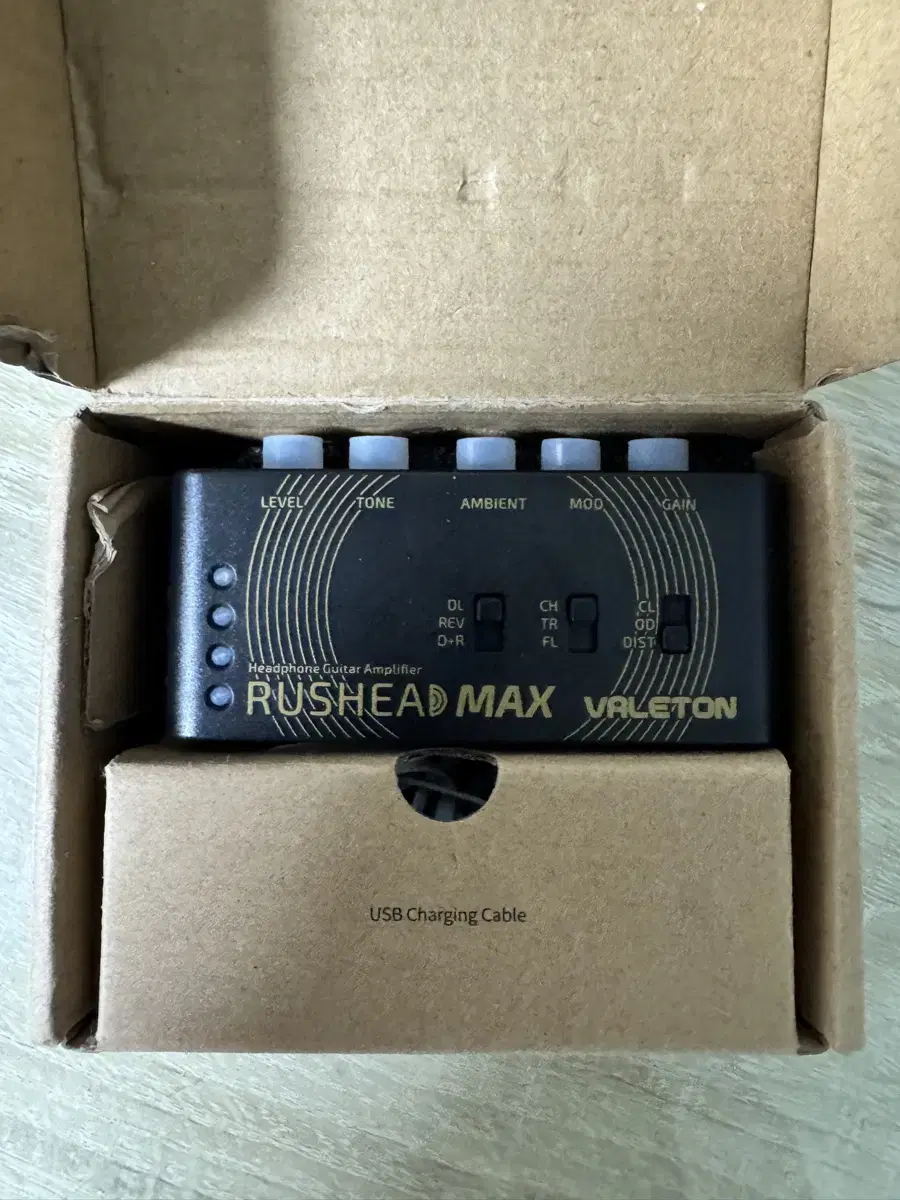 LEVEL TONE AMBIENT MOD GAIN
DL CH CL
REV TR OD
D+R FL DIST
Headphone Guitar Amplifier
RUSHEAD MAX VALETON
USB Charging Cable